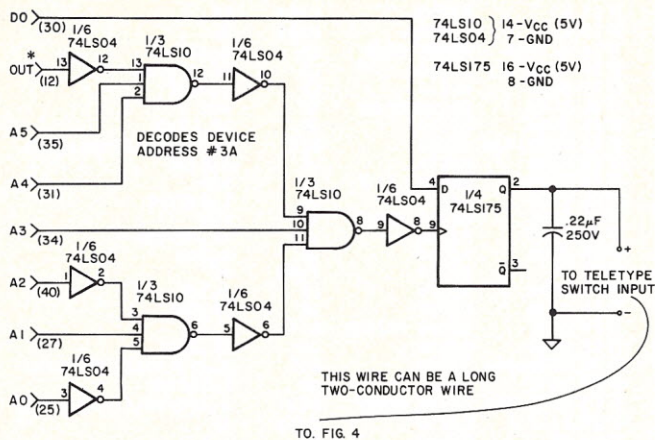 D0
(30)
74LS10 } 14-VCC (5V)
74LS04 } 7-GND
74LS175 16-VCC (5V)
8-GND
1/6
74LS04
1/3
74LS10
1/6
74LS04
OUT*
(12)
13
12
13
1
2
12
11
10
A5
(35)
DECODES DEVICE
ADDRESS #3A
A4
(31)
1/3
74LS10
1/6
74LS04
4
D
Q
2
1/4
74LS175
9
10
11
8
9
8
9
Q̅
3
.22µF
250V
+
A3
(34)
1/6
74LS04
A2
(40)
1
2
1/3
74LS10
1/6
74LS04
TO TELETYPE
SWITCH INPUT
-
3
4
5
6
5
6
A1
(27)
1/6
74LS04
A0
(25)
3
4
THIS WIRE CAN BE A LONG
TWO-CONDUCTOR WIRE
TO. FIG. 4